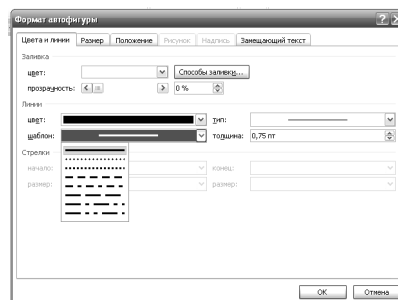 Формат автофигуры
Цвета и линии Размер Положение Рисунок Надпись Замещающий текст
Заливка
цвет: Способы заливки...
прозрачность: 0 %
Линии
цвет: тип:
шаблон: толщина: 0,75 пт
Стрелки
начало: конец:
размер: размер:
ОК Отмена